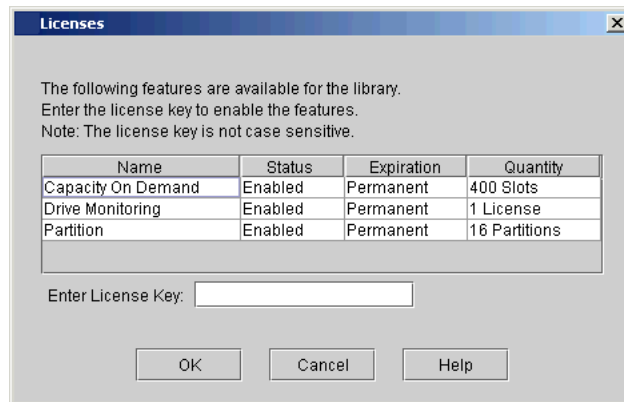 Licenses
The following features are available for the library.
Enter the license key to enable the features.
Note: The license key is not case sensitive.
Name Status Expiration Quantity
Capacity On Demand Enabled Permanent 400 Slots
Drive Monitoring Enabled Permanent 1 License
Partition Enabled Permanent 16 Partitions
Enter License Key:
OK Cancel Help